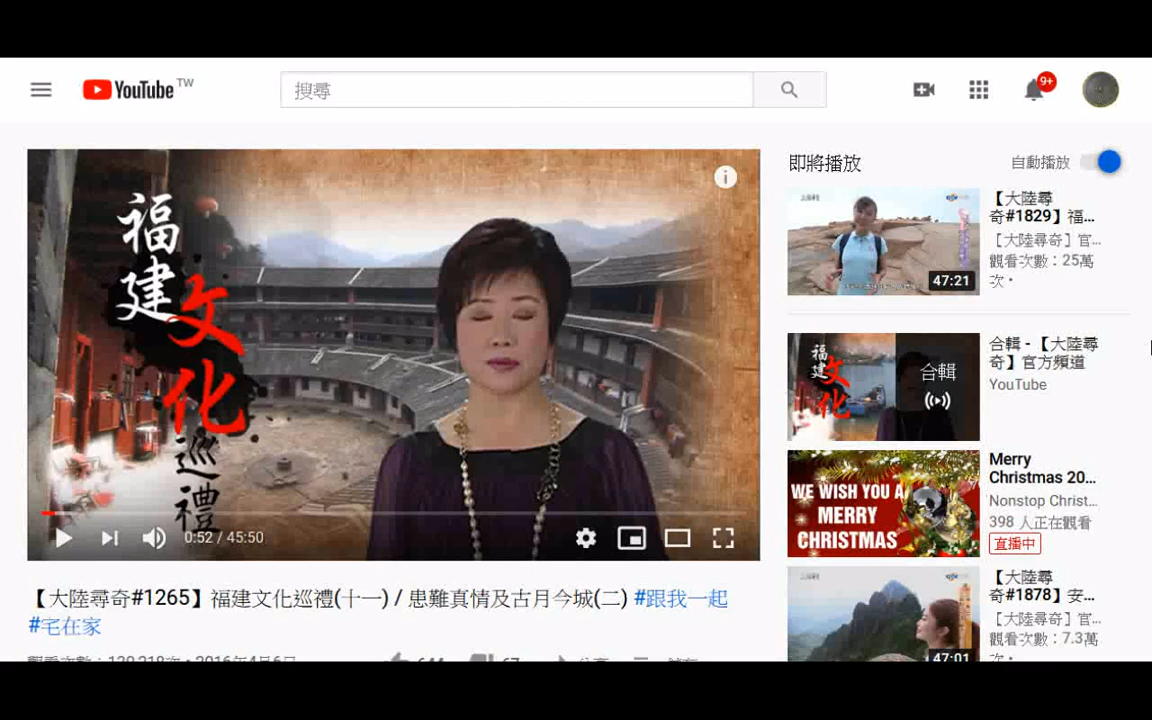 YouTube TW
搜尋
9+
福建
文化
巡禮
0:52 / 45:50
【大陸尋奇#1265】福建文化巡禮(十一) / 患難真情及古月今城(二) #跟我一起
#宅在家
即將播放
自動播放
47:21
【大陸尋
奇#1829】福...
【大陸尋奇】官...
觀看次數：25萬
次・
福建
文化
合輯
合輯 - 【大陸尋
奇】官方頻道
YouTube
WE WISH YOU A
MERRY
CHRISTMAS
Merry
Christmas 20...
Nonstop Christ...
398 人正在觀看
直播中
47:01
【大陸尋
奇#1878】安...
【大陸尋奇】官...
觀看次數：7.3萬